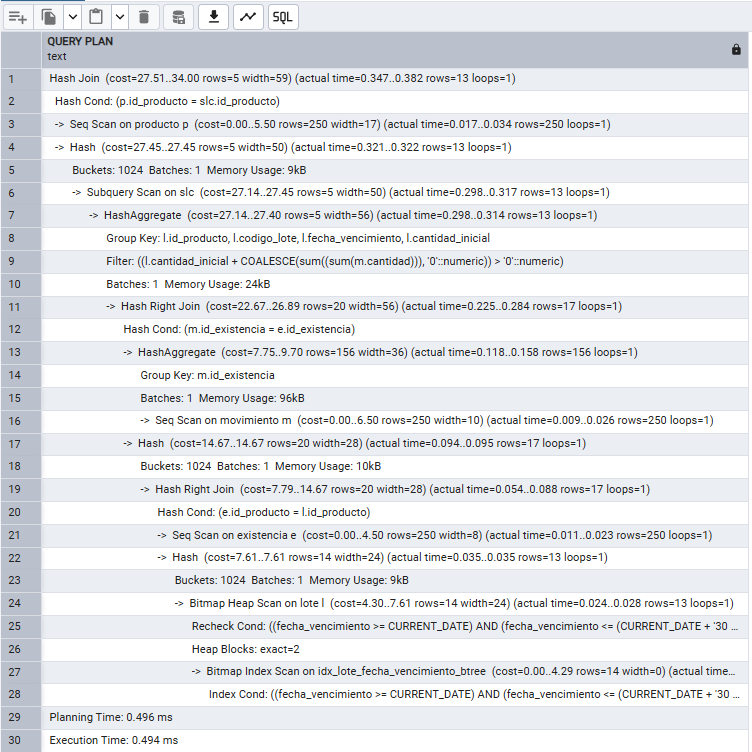 SQL
QUERY PLAN
text
1 Hash Join (cost=27.51..34.00 rows=5 width=59) (actual time=0.347..0.382 rows=13 loops=1)
2 Hash Cond: (p.id_producto = slc.id_producto)
3 -> Seq Scan on producto p (cost=0.00..5.50 rows=250 width=17) (actual time=0.017..0.034 rows=250 loops=1)
4 -> Hash (cost=27.45..27.45 rows=5 width=50) (actual time=0.321..0.322 rows=13 loops=1)
5 Buckets: 1024 Batches: 1 Memory Usage: 9kB
6 -> Subquery Scan on slc (cost=27.14..27.45 rows=5 width=50) (actual time=0.298..0.317 rows=13 loops=1)
7 -> HashAggregate (cost=27.14..27.40 rows=5 width=56) (actual time=0.298..0.314 rows=13 loops=1)
8 Group Key: l.id_producto, l.codigo_lote, l.fecha_vencimiento, l.cantidad_inicial
9 Filter: ((l.cantidad_inicial + COALESCE(sum((sum(m.cantidad))), '0'::numeric)) > '0'::numeric)
10 Batches: 1 Memory Usage: 24kB
11 -> Hash Right Join (cost=22.67..26.89 rows=20 width=56) (actual time=0.225..0.284 rows=17 loops=1)
12 Hash Cond: (m.id_existencia = e.id_existencia)
13 -> HashAggregate (cost=7.75..9.70 rows=156 width=36) (actual time=0.118..0.158 rows=156 loops=1)
14 Group Key: m.id_existencia
15 Batches: 1 Memory Usage: 96kB
16 -> Seq Scan on movimiento m (cost=0.00..6.50 rows=250 width=10) (actual time=0.009..0.026 rows=250 loops=1)
17 -> Hash (cost=14.67..14.67 rows=20 width=28) (actual time=0.094..0.095 rows=17 loops=1)
18 Buckets: 1024 Batches: 1 Memory Usage: 10kB
19 -> Hash Right Join (cost=7.79..14.67 rows=20 width=28) (actual time=0.054..0.088 rows=17 loops=1)
20 Hash Cond: (e.id_producto = l.id_producto)
21 -> Seq Scan on existencia e (cost=0.00..4.50 rows=250 width=8) (actual time=0.011..0.023 rows=250 loops=1)
22 -> Hash (cost=7.61..7.61 rows=14 width=24) (actual time=0.035..0.035 rows=13 loops=1)
23 Buckets: 1024 Batches: 1 Memory Usage: 9kB
24 -> Bitmap Heap Scan on lote l (cost=4.30..7.61 rows=14 width=24) (actual time=0.024..0.028 rows=13 loops=1)
25 Recheck Cond: ((fecha_vencimiento >= CURRENT_DATE) AND (fecha_vencimiento <= (CURRENT_DATE + '30 ...
26 Heap Blocks: exact=2
27 -> Bitmap Index Scan on idx_lote_fecha_vencimiento_btree (cost=0.00..4.29 rows=14 width=0) (actual time...
28 Index Cond: ((fecha_vencimiento >= CURRENT_DATE) AND (fecha_vencimiento <= (CURRENT_DATE + '30 ...
29 Planning Time: 0.496 ms
30 Execution Time: 0.494 ms